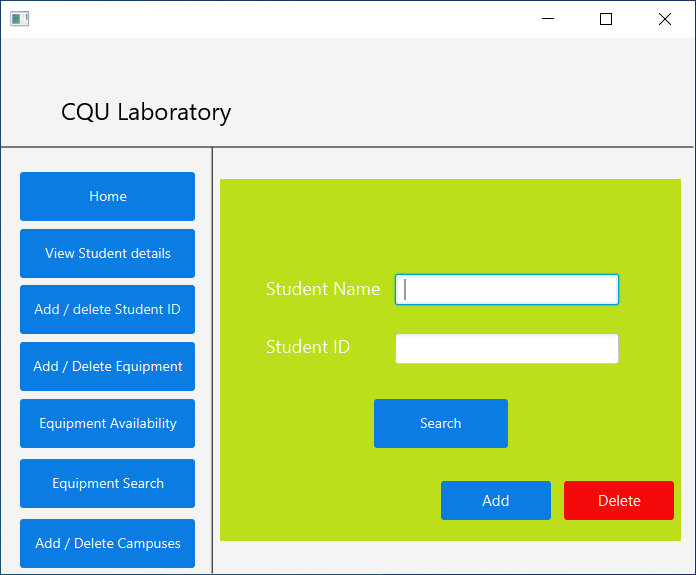 CQU Laboratory
Home
View Student details
Add / delete Student ID
Add / Delete Equipment
Equipment Availability
Equipment Search
Add / Delete Campuses
Student Name
Student ID
Search
Add
Delete